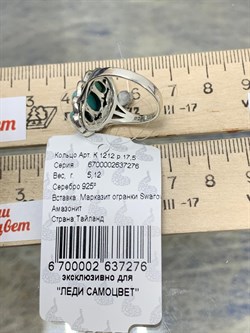 Кольцо Арт. К 1212 р.17,5
Серия : 6700002637276
Вес, г 5,12
Серебро 925°
Вставка: Марказит огранки Swaro
Амазонит
Страна:Тайланд
6 700002 637276
эксклюзивно для
"ЛЕДИ САМОЦВЕТ"